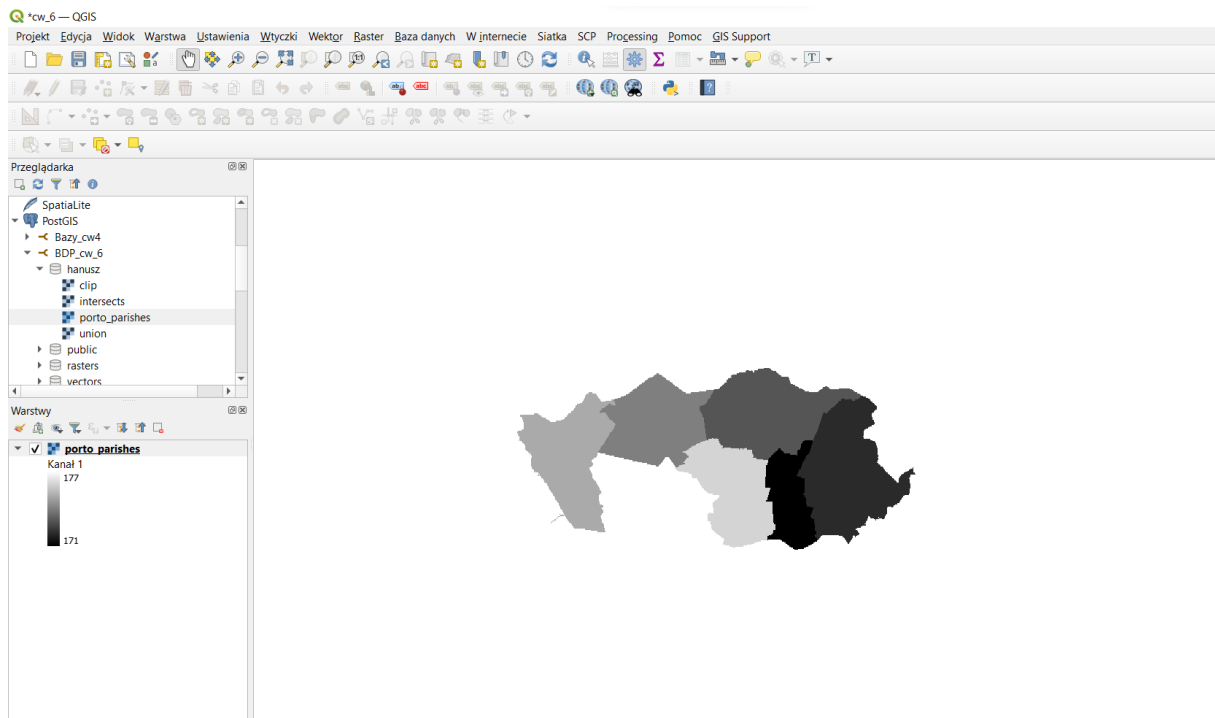 *cw_6 — QGIS
Projekt Edycja Widok Warstwa Ustawienia Wtyczki Wektor Raster Baza danych W internecie Siatka SCP Processing Pomoc GIS Support
Przeglądarka
SpatiaLite
PostGIS
Bazy_cw4
BDP_cw_6
hanusz
clip
intersects
porto_parishes
union
public
rasters
vectors
Warstwy
porto_parishes
Kanał 1
177
171